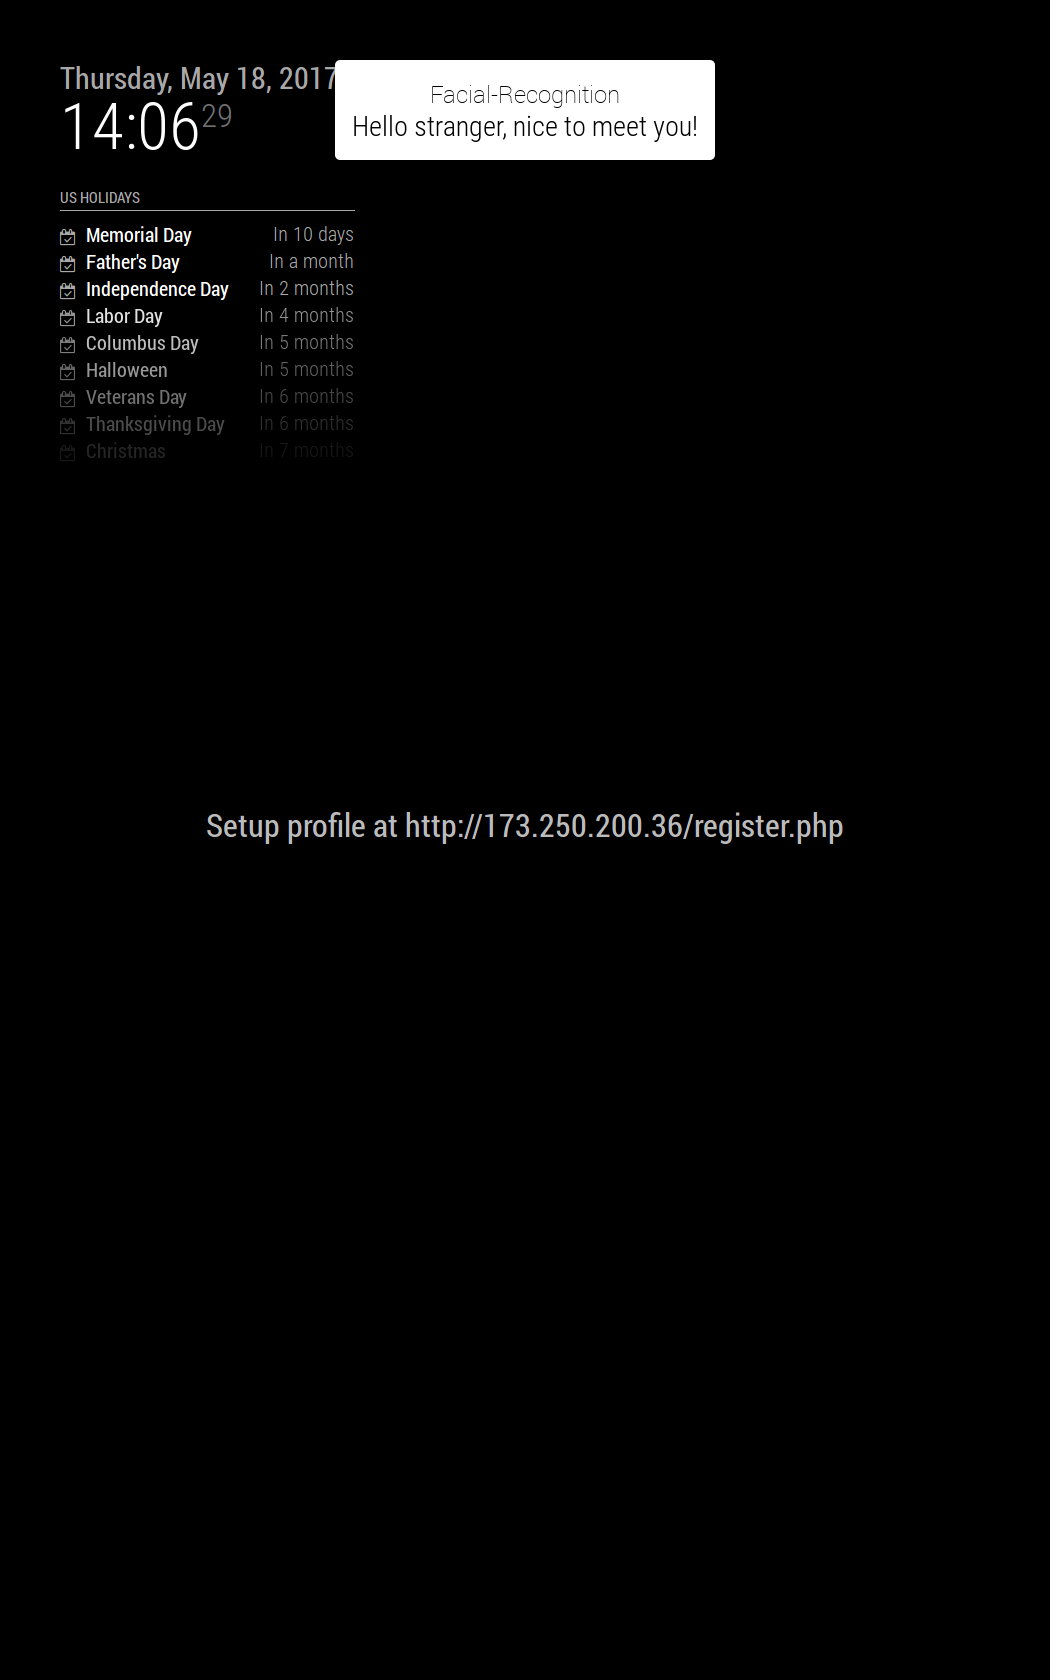 Thursday, May 18, 2017
14:06 29
Facial-Recognition
Hello stranger, nice to meet you!
US HOLIDAYS
Memorial Day In 10 days
Father's Day In a month
Independence Day In 2 months
Labor Day In 4 months
Columbus Day In 5 months
Halloween In 5 months
Veterans Day In 6 months
Thanksgiving Day In 6 months
Christmas In 7 months
Setup profile at http://173.250.200.36/register.php